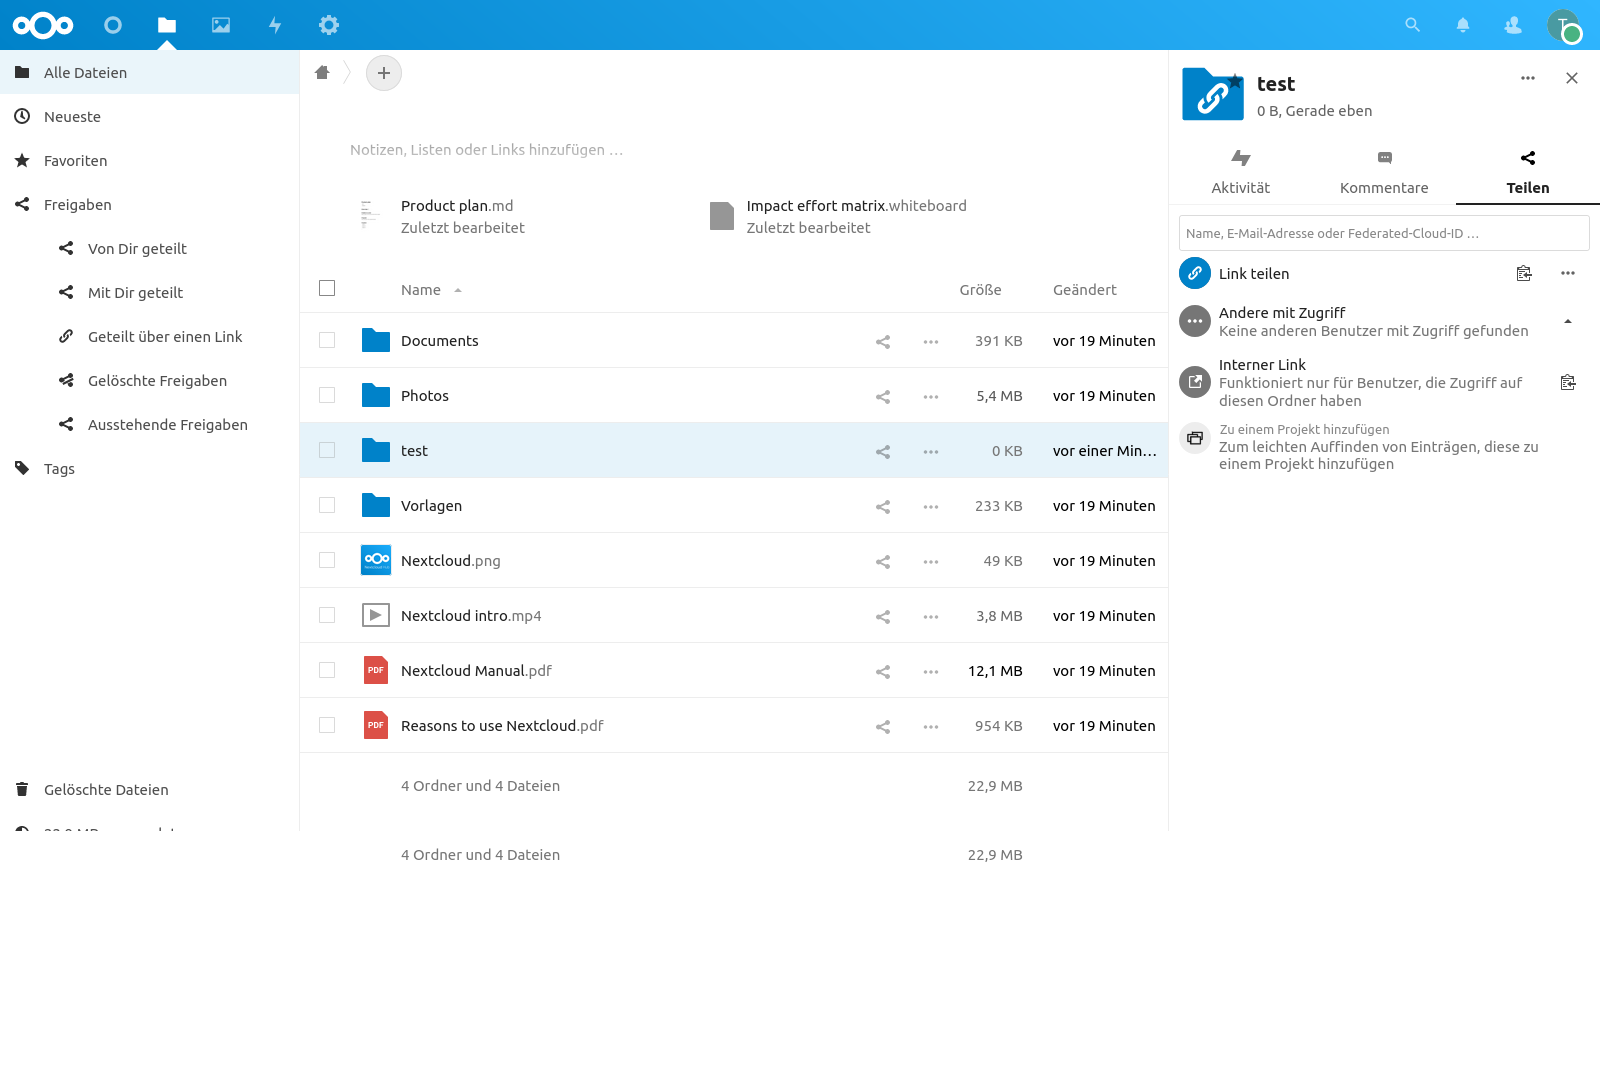 T
Alle Dateien
Neueste
Favoriten
Freigaben
Von Dir geteilt
Mit Dir geteilt
Geteilt über einen Link
Gelöschte Freigaben
Ausstehende Freigaben
Tags
Gelöschte Dateien
Notizen, Listen oder Links hinzufügen …
Product plan.md
Zuletzt bearbeitet
Impact effort matrix.whiteboard
Zuletzt bearbeitet
Name Größe Geändert
Documents 391 KB vor 19 Minuten
Photos 5,4 MB vor 19 Minuten
test 0 KB vor einer Min…
Vorlagen 233 KB vor 19 Minuten
Nextcloud.png 49 KB vor 19 Minuten
Nextcloud intro.mp4 3,8 MB vor 19 Minuten
PDF Nextcloud Manual.pdf 12,1 MB vor 19 Minuten
PDF Reasons to use Nextcloud.pdf 954 KB vor 19 Minuten
4 Ordner und 4 Dateien 22,9 MB
4 Ordner und 4 Dateien 22,9 MB
test
0 B, Gerade eben
Aktivität Kommentare Teilen
Name, E-Mail-Adresse oder Federated-Cloud-ID …
Link teilen
Andere mit Zugriff
Keine anderen Benutzer mit Zugriff gefunden
Interner Link
Funktioniert nur für Benutzer, die Zugriff auf
diesen Ordner haben
Zu einem Projekt hinzufügen
Zum leichten Auffinden von Einträgen, diese zu
einem Projekt hinzufügen